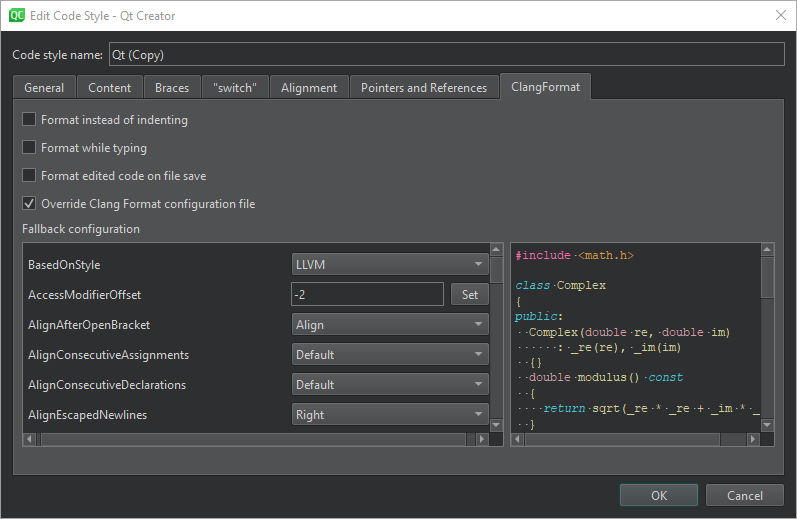 QC Edit Code Style - Qt Creator
Code style name: Qt (Copy)
General Content Braces "switch" Alignment Pointers and References ClangFormat
Format instead of indenting
Format while typing
Format edited code on file save
Override Clang Format configuration file
Fallback configuration
BasedOnStyle LLVM
AccessModifierOffset -2 Set
AlignAfterOpenBracket Align
AlignConsecutiveAssignments Default
AlignConsecutiveDeclarations Default
AlignEscapedNewlines Right
#include·<math.h>
class·Complex
{
public:
··Complex(double·re,·double·im)
······:·_re(re),·_im(im)
··{}
··double·modulus()·const
··{
····return·sqrt(_re·*·_re·+·_im·*·_
··}
OK Cancel